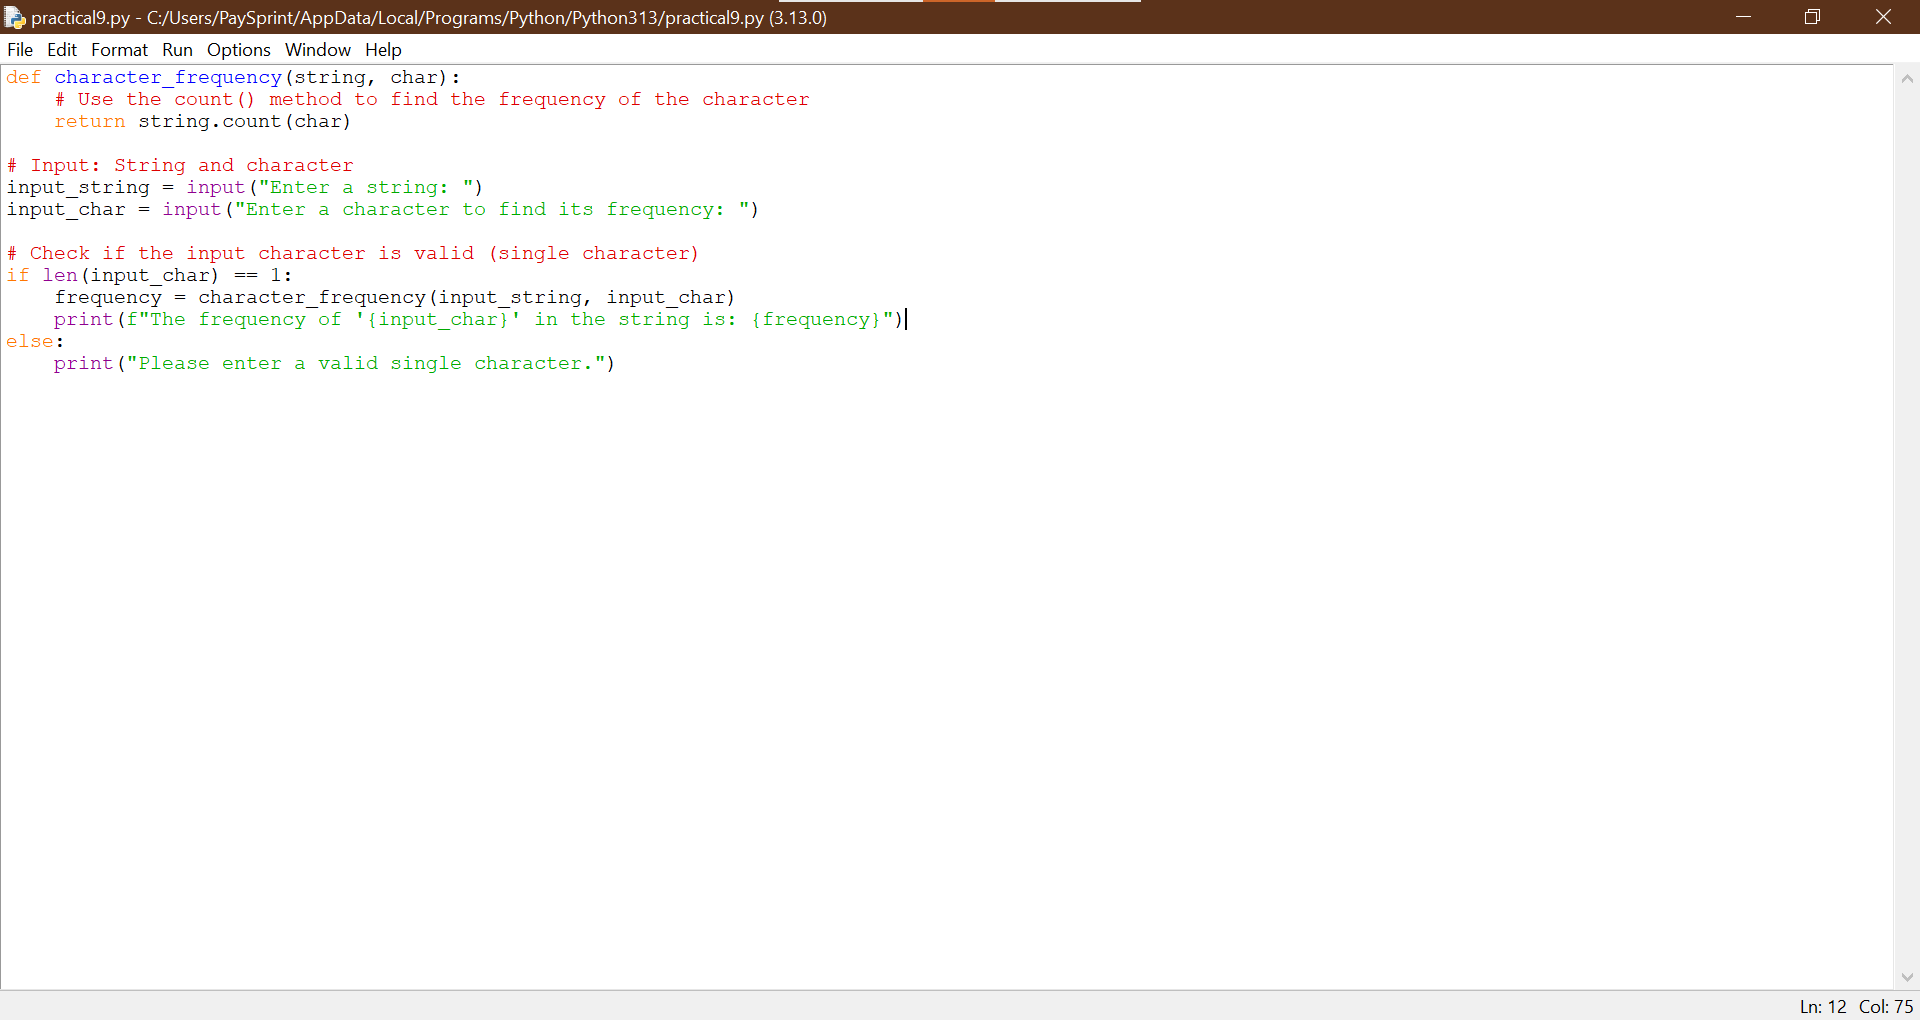 practical9.py - C:/Users/PaySprint/AppData/Local/Programs/Python/Python313/practical9.py (3.13.0)
File Edit Format Run Options Window Help
def character_frequency(string, char):
    # Use the count() method to find the frequency of the character
    return string.count(char)

# Input: String and character
input_string = input("Enter a string: ")
input_char = input("Enter a character to find its frequency: ")

# Check if the input character is valid (single character)
if len(input_char) == 1:
    frequency = character_frequency(input_string, input_char)
    print(f"The frequency of '{input_char}' in the string is: {frequency}")
else:
    print("Please enter a valid single character.")
Ln: 12 Col: 75